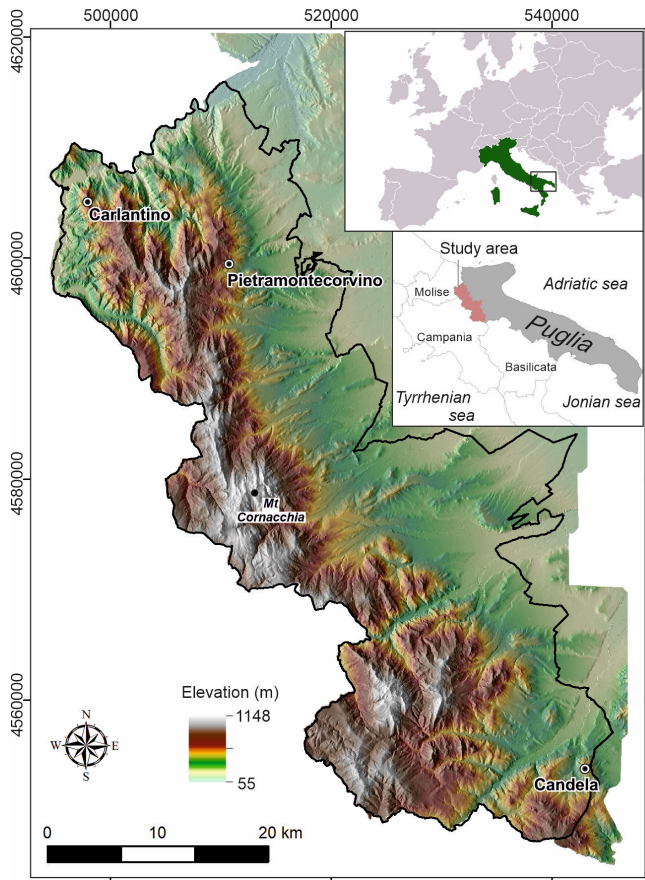 500000
520000
540000
4620000
4600000
4580000
4560000
Carlantino
Pietramontecorvino
Mt
Cornacchia
Candela
Study area
Molise
Adriatic sea
Puglia
Campania
Basilicata
Tyrrhenian
sea
Jonian sea
Elevation (m)
1148
55
N
W
E
S
0
10
20 km